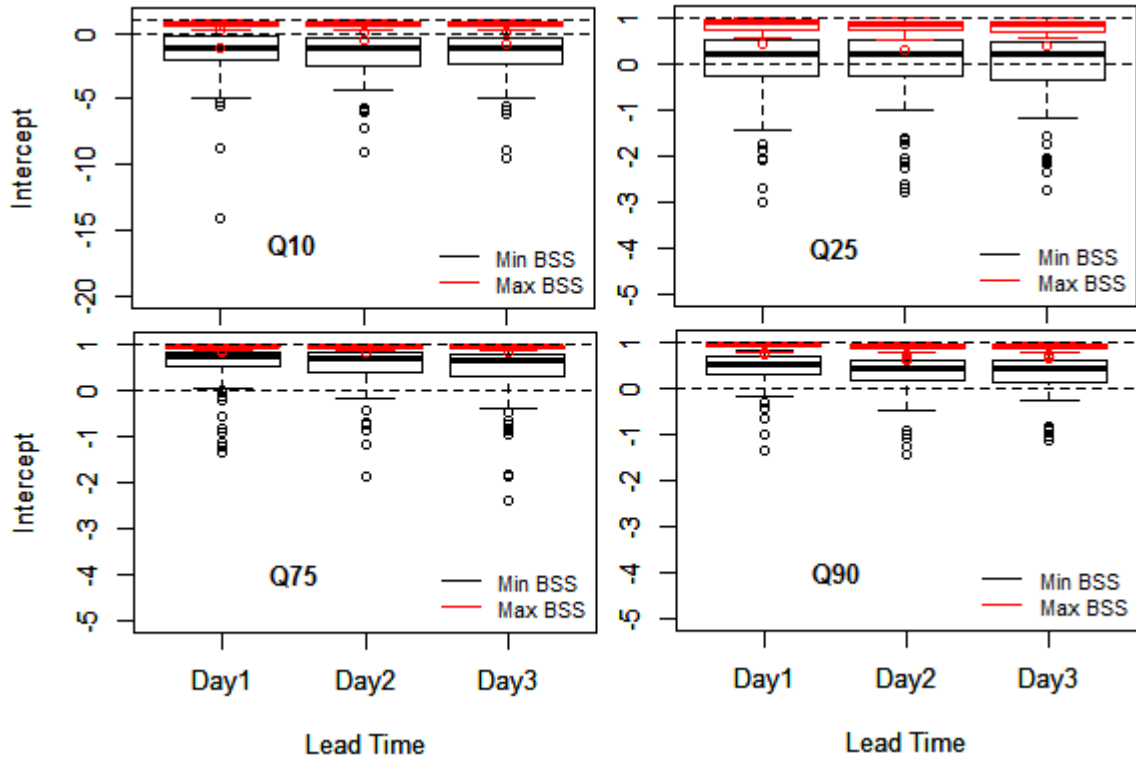 Intercept
0
-5
-10
-15
-20
Q10
Min BSS
Max BSS
1
0
-1
-2
-3
-4
-5
Q25
Min BSS
Max BSS
Intercept
1
0
-1
-2
-3
-4
-5
Q75
Min BSS
Max BSS
Day1 Day2 Day3
Lead Time
1
0
-1
-2
-3
-4
-5
Q90
Min BSS
Max BSS
Day1 Day2 Day3
Lead Time